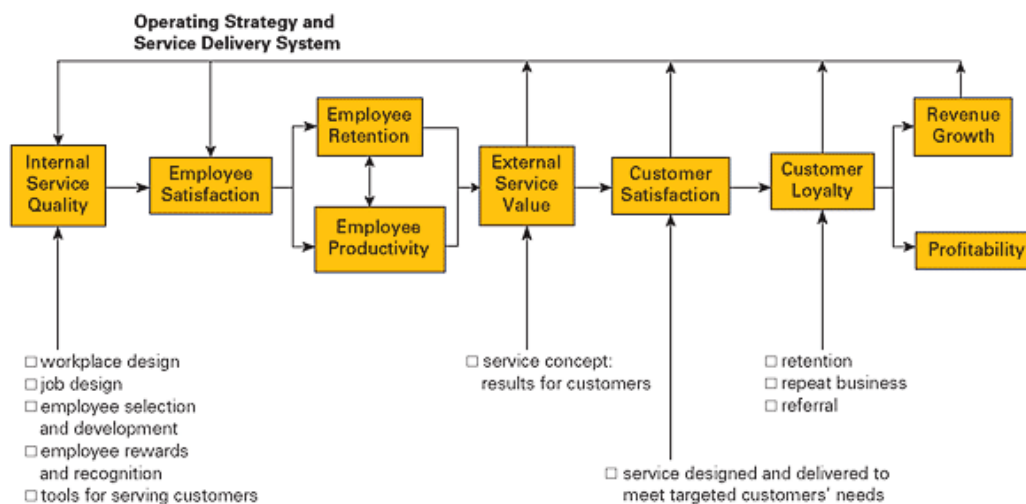 Operating Strategy and
Service Delivery System
Internal
Service
Quality
Employee
Satisfaction
Employee
Retention
Employee
Productivity
External
Service
Value
Customer
Satisfaction
Customer
Loyalty
Revenue
Growth
Profitability
□ workplace design
□ job design
□ employee selection
and development
□ employee rewards
and recognition
□ tools for serving customers
□ service concept:
results for customers
□ service designed and delivered to
meet targeted customers' needs
□ retention
□ repeat business
□ referral